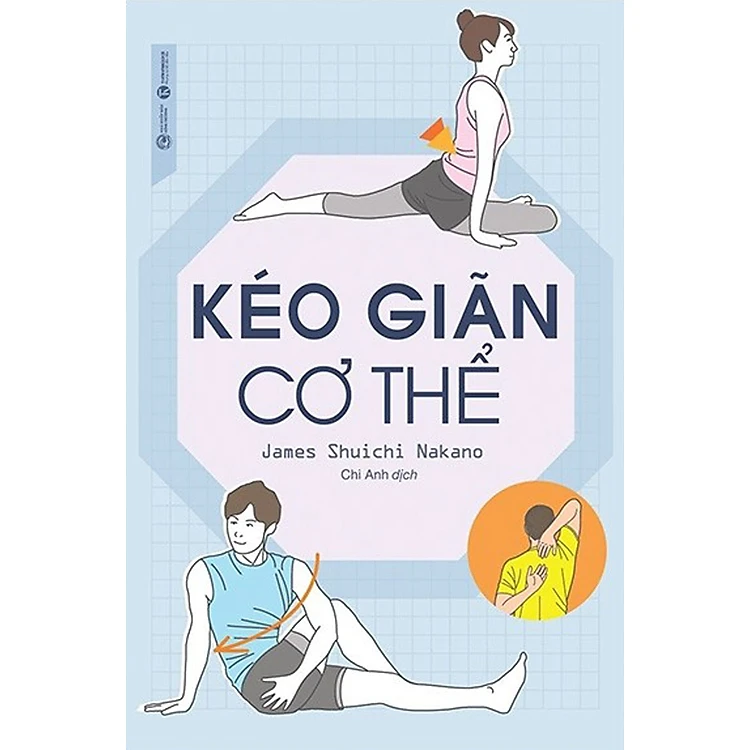 KÉO GIÃN
CƠ THỂ
James Shuichi Nakano
Chi Anh dịch